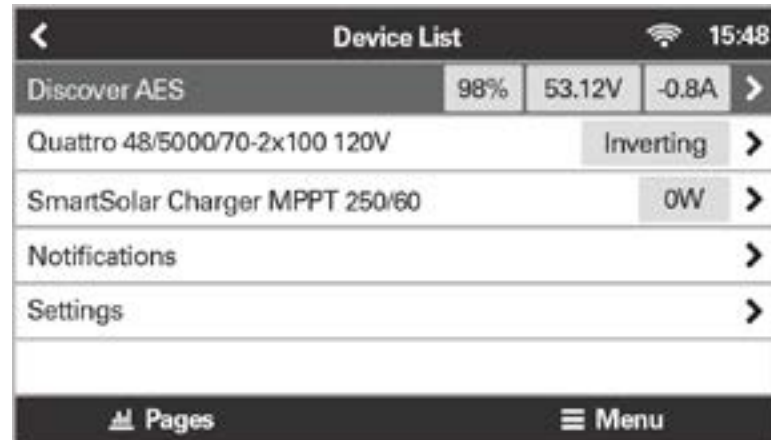 Device List 15:48
Discover AES 98% 53.12V -0.8A
Quattro 48/5000/70-2x100 120V Inverting
SmartSolar Charger MPPT 250/60 0W
Notifications
Settings
Pages Menu